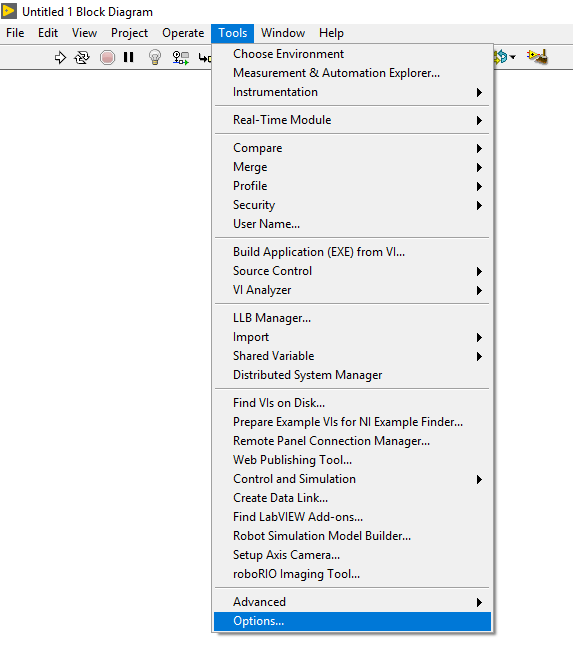 Untitled 1 Block Diagram
File Edit View Project Operate Tools Window Help
Choose Environment
Measurement & Automation Explorer...
Instrumentation
Real-Time Module
Compare
Merge
Profile
Security
User Name...
Build Application (EXE) from VI...
Source Control
VI Analyzer
LLB Manager...
Import
Shared Variable
Distributed System Manager
Find VIs on Disk...
Prepare Example VIs for NI Example Finder...
Remote Panel Connection Manager...
Web Publishing Tool...
Control and Simulation
Create Data Link...
Find LabVIEW Add-ons...
Robot Simulation Model Builder...
Setup Axis Camera...
roboRIO Imaging Tool...
Advanced
Options...